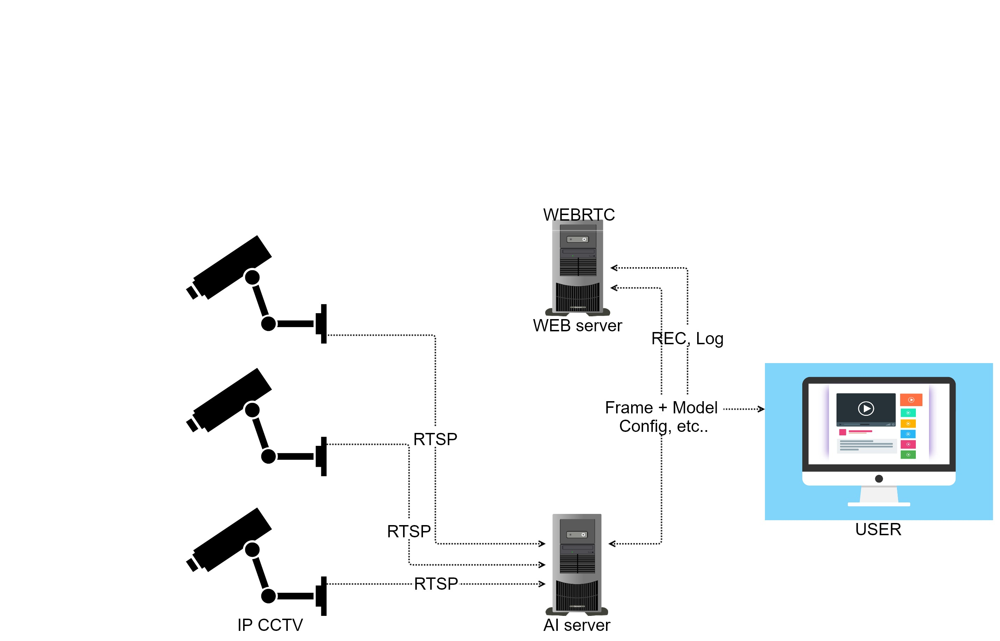 WEBRTC
WEB server
REC, Log
Frame + Model
Config, etc..
RTSP
RTSP
RTSP
USER
IP CCTV
AI server